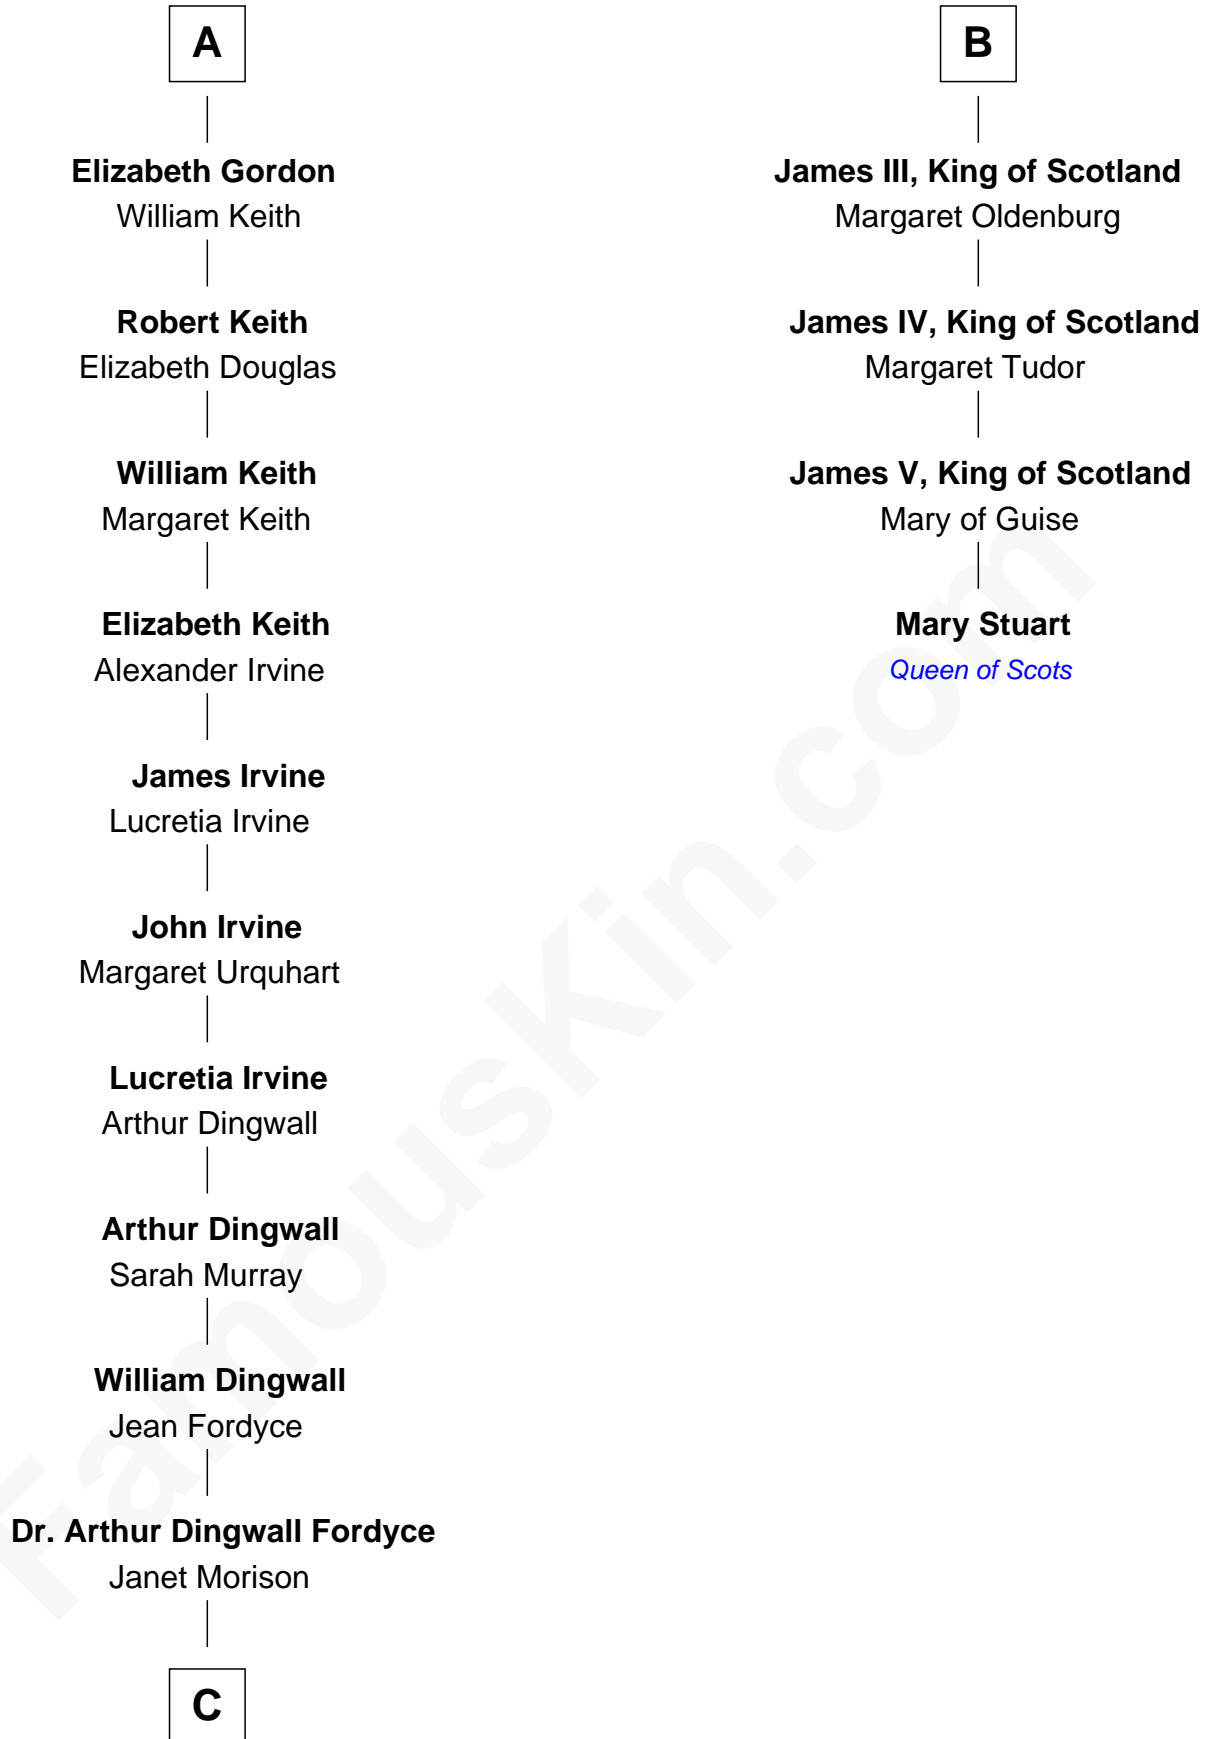 A
Elizabeth Gordon
William Keith
Robert Keith
Elizabeth Douglas
William Keith
Margaret Keith
Elizabeth Keith
Alexander Irvine
James Irvine
Lucretia Irvine
John Irvine
Margaret Urquhart
Lucretia Irvine
Arthur Dingwall
Arthur Dingwall
Sarah Murray
William Dingwall
Jean Fordyce
Dr. Arthur Dingwall Fordyce
Janet Morison
C
B
James III, King of Scotland
Margaret Oldenburg
James IV, King of Scotland
Margaret Tudor
James V, King of Scotland
Mary of Guise
Mary Stuart
Queen of Scots
FamousKin.com